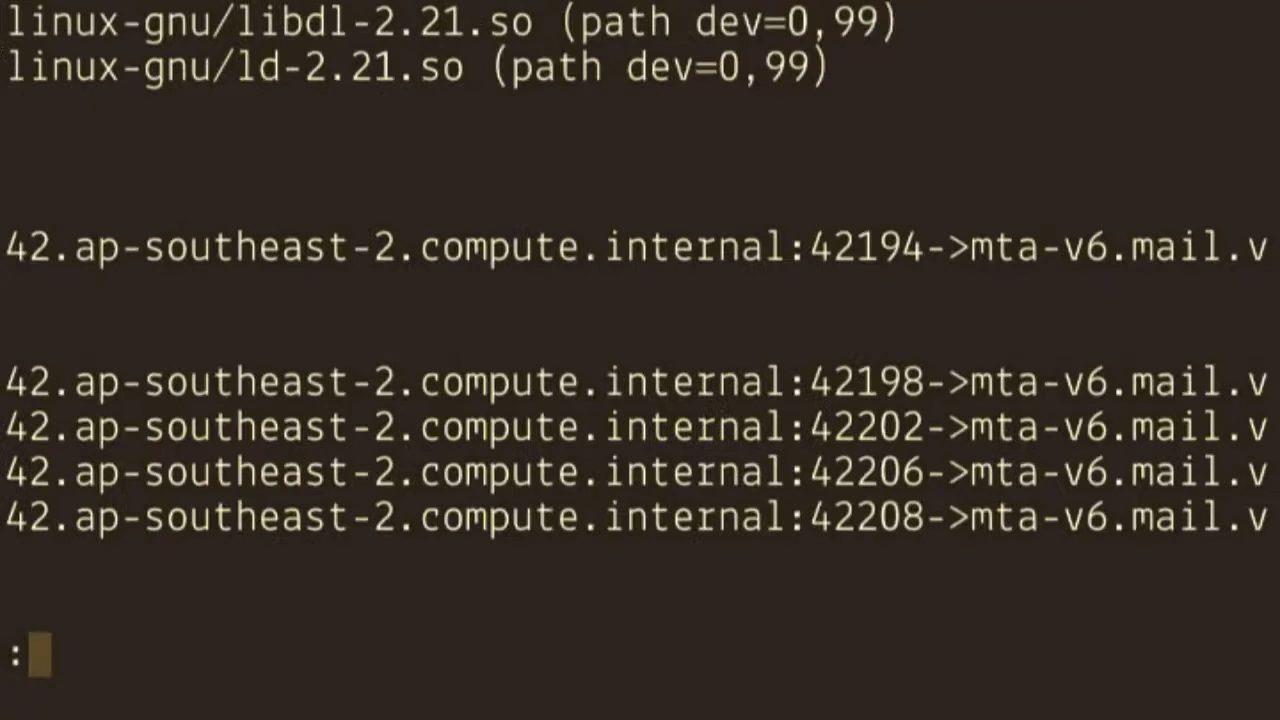 linux-gnu/libdl-2.21.so (path dev=0,99)
linux-gnu/ld-2.21.so (path dev=0,99)
42.ap-southeast-2.compute.internal:42194->mta-v6.mail.v
42.ap-southeast-2.compute.internal:42198->mta-v6.mail.v
42.ap-southeast-2.compute.internal:42202->mta-v6.mail.v
42.ap-southeast-2.compute.internal:42206->mta-v6.mail.v
42.ap-southeast-2.compute.internal:42208->mta-v6.mail.v
: